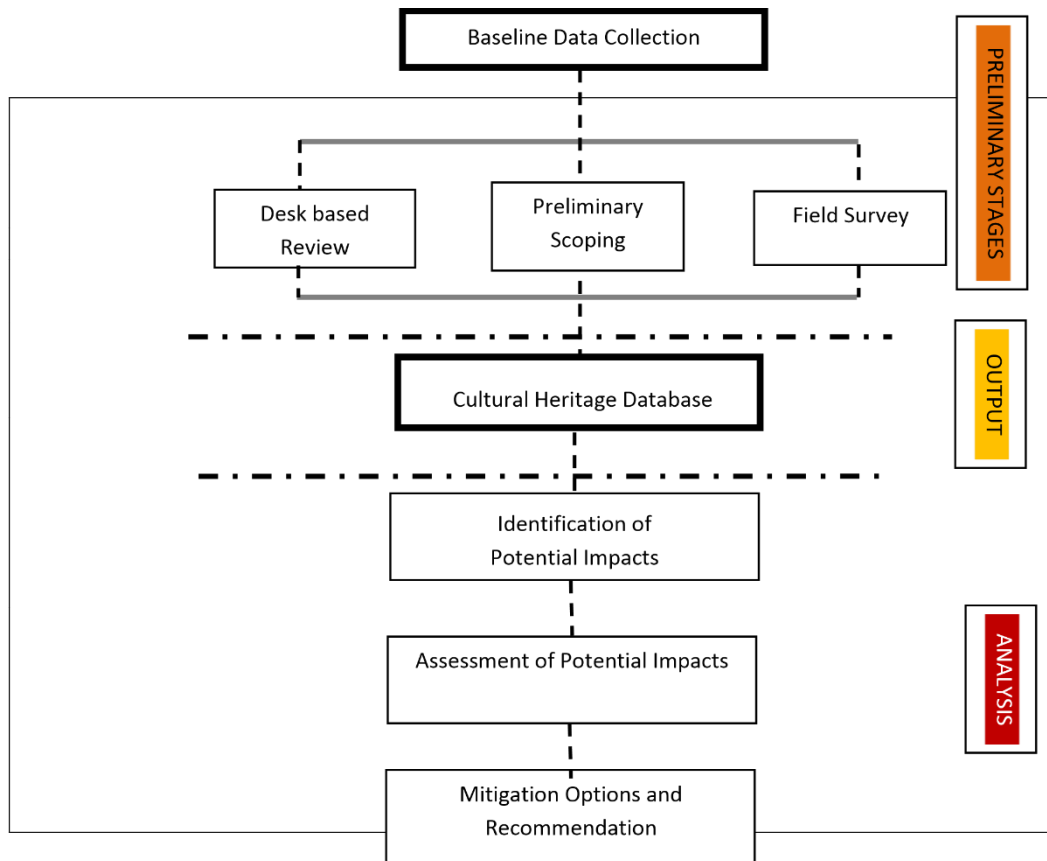 Baseline Data Collection
PRELIMINARY STAGES
Desk based
Review
Preliminary
Scoping
Field Survey
OUTPUT
Cultural Heritage Database
Identification of
Potential Impacts
ANALYSIS
Assessment of Potential Impacts
Mitigation Options and
Recommendation